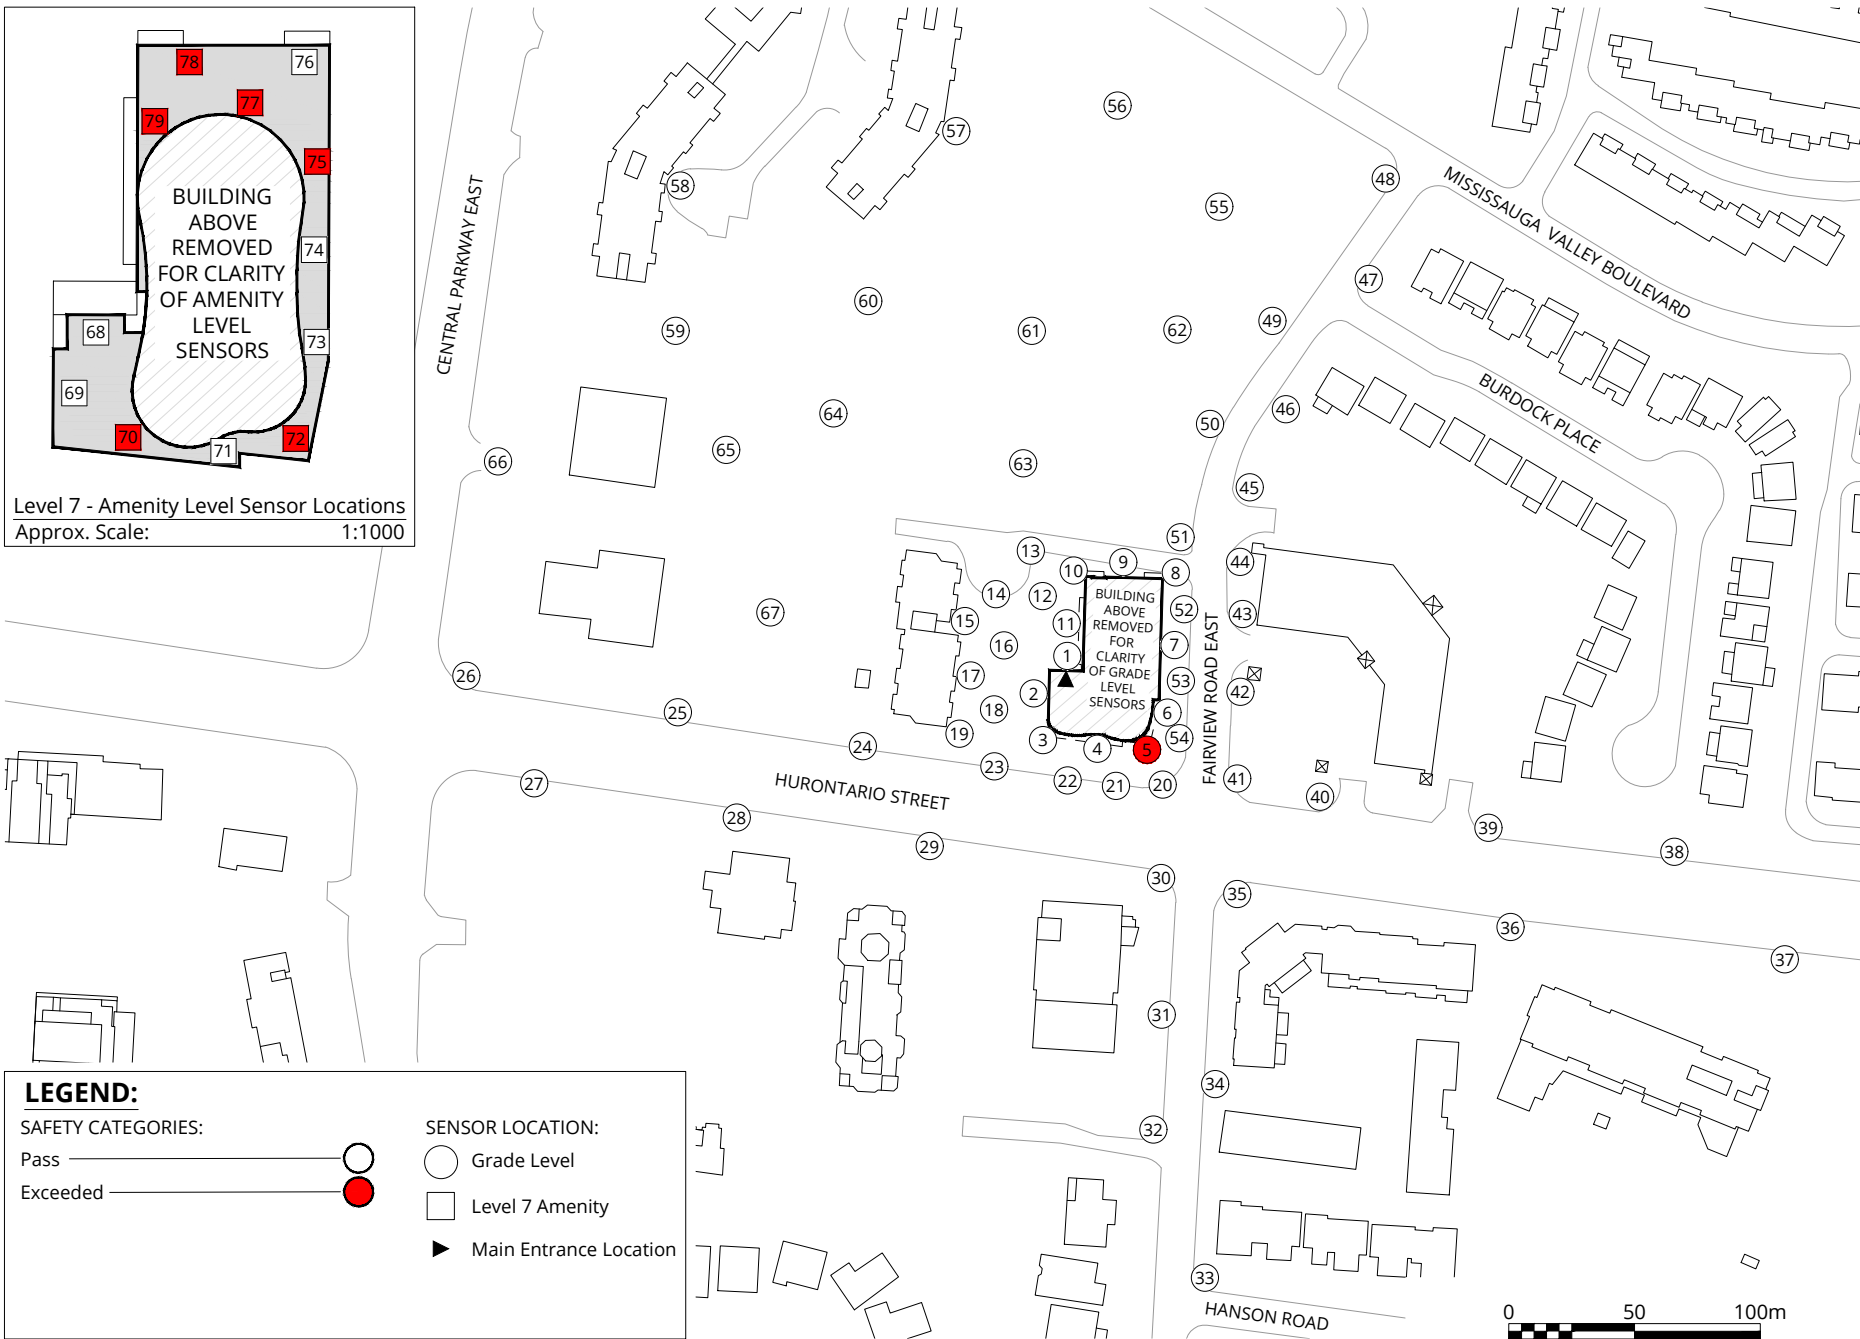 78
76
77
79
75
BUILDING
ABOVE
REMOVED
FOR CLARITY
OF AMENITY
LEVEL
SENSORS
74
68
73
69
70
71
72
Level 7 - Amenity Level Sensor Locations
Approx. Scale: 1:1000
CENTRAL PARKWAY EAST
MISSISSAUGA VALLEY BOULEVARD
BURDOCK PLACE
FAIRVIEW ROAD EAST
HURONTARIO STREET
HANSON ROAD
56
57
58
48
55
47
60
59
61
62
49
64
46
50
65
66
63
45
51
13
9
44
10
8
14
12
BUILDING
ABOVE
REMOVED
FOR
CLARITY
OF GRADE
LEVEL
SENSORS
52
67
15
11
43
16
7
1
17
26
53
2
42
18
25
6
19
3
4
5
54
24
23
22
21
20
41
27
40
28
29
39
38
30
35
36
37
31
34
32
33
LEGEND:
SAFETY CATEGORIES:
Pass
Exceeded
SENSOR LOCATION:
Grade Level
Level 7 Amenity
Main Entrance Location
0 50 100m